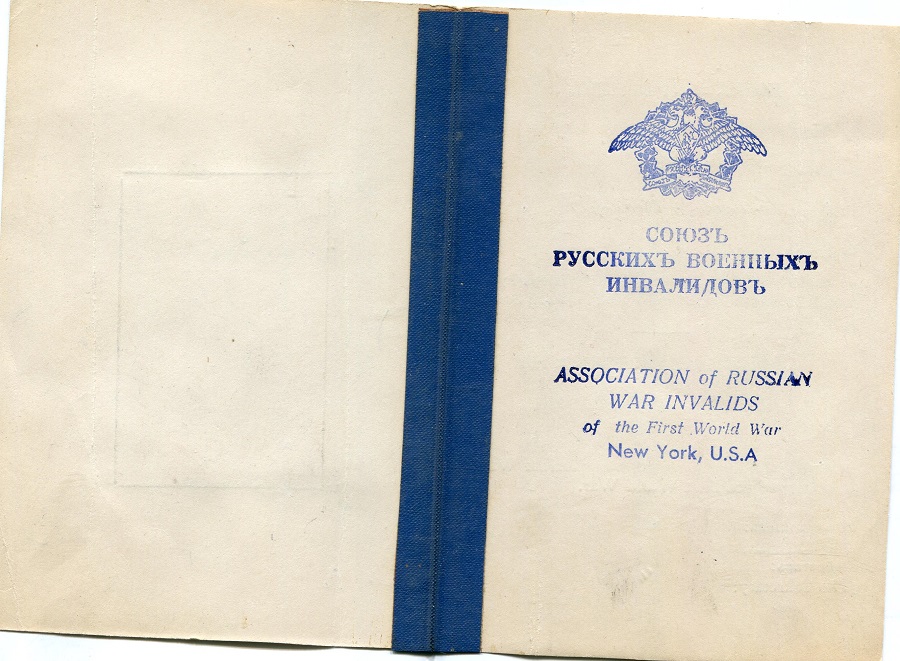 СОЮЗЪ
РУССКИХЪ ВОЕННЫХЪ
ИНВАЛИДОВЪ
ASSOCIATION of RUSSIAN
WAR INVALIDS
of the First World War
New York, U.S.A